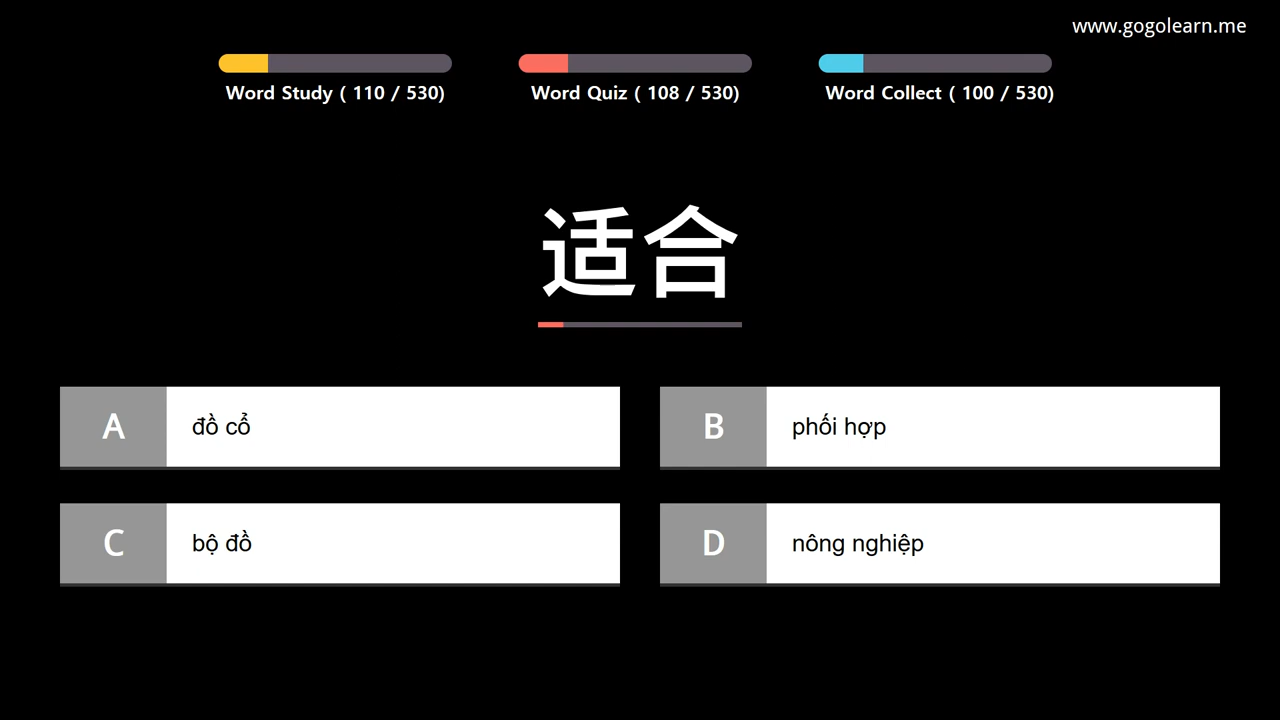 www.gogolearn.me
Word Study ( 110 / 530)
Word Quiz ( 108 / 530)
Word Collect ( 100 / 530)
适合
A
đồ cổ
B
phối hợp
C
bộ đồ
D
nông nghiệp